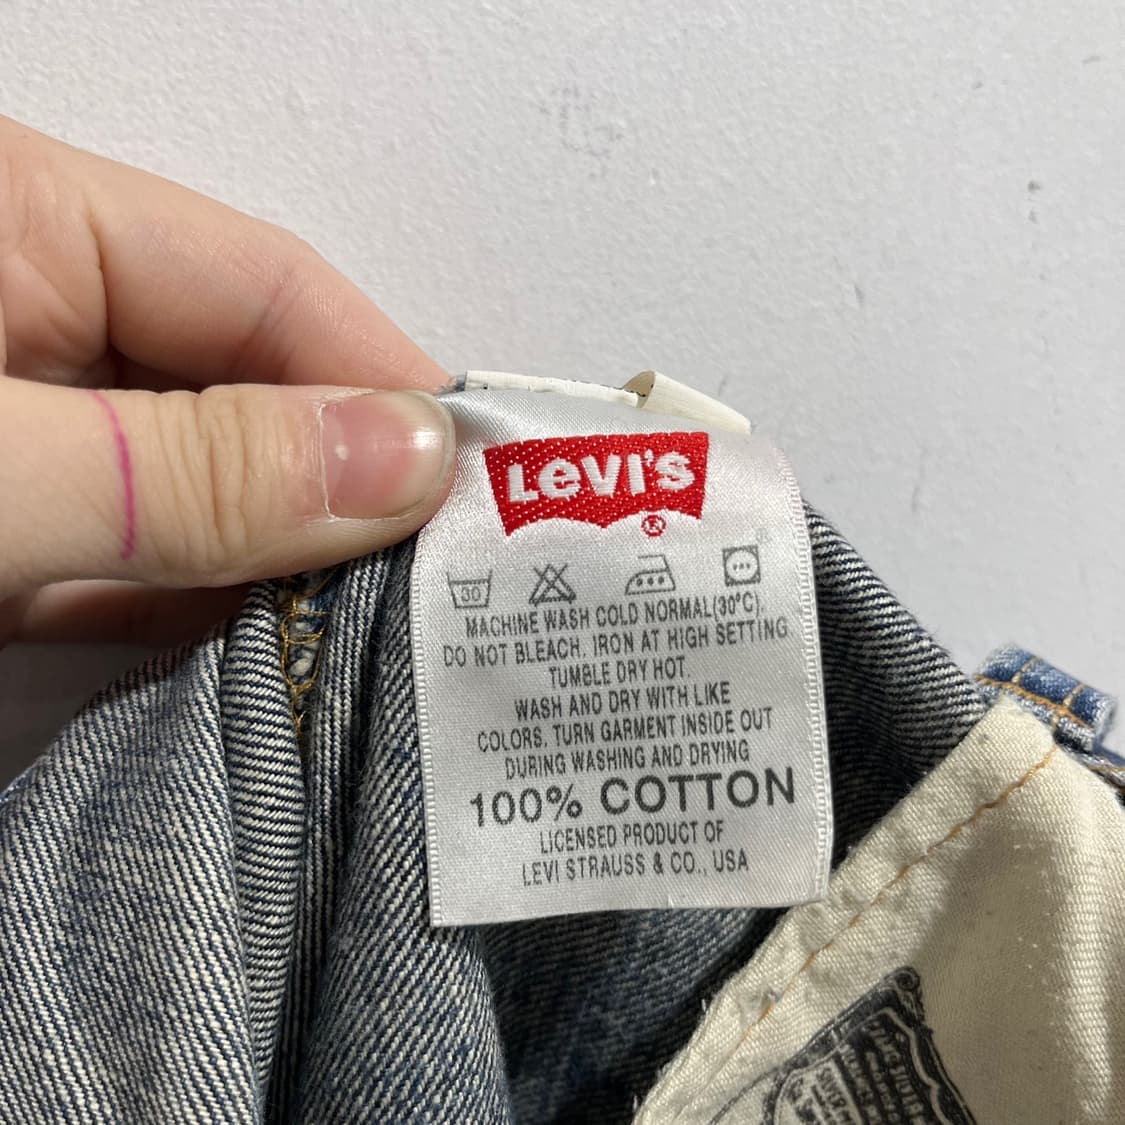 LEVI'S
®
30
MACHINE WASH COLD NORMAL(30°C).
DO NOT BLEACH. IRON AT HIGH SETTING
TUMBLE DRY HOT.
WASH AND DRY WITH LIKE
COLORS. TURN GARMENT INSIDE OUT
DURING WASHING AND DRYING
100% COTTON
LICENSED PRODUCT OF
LEVI STRAUSS & CO., USA